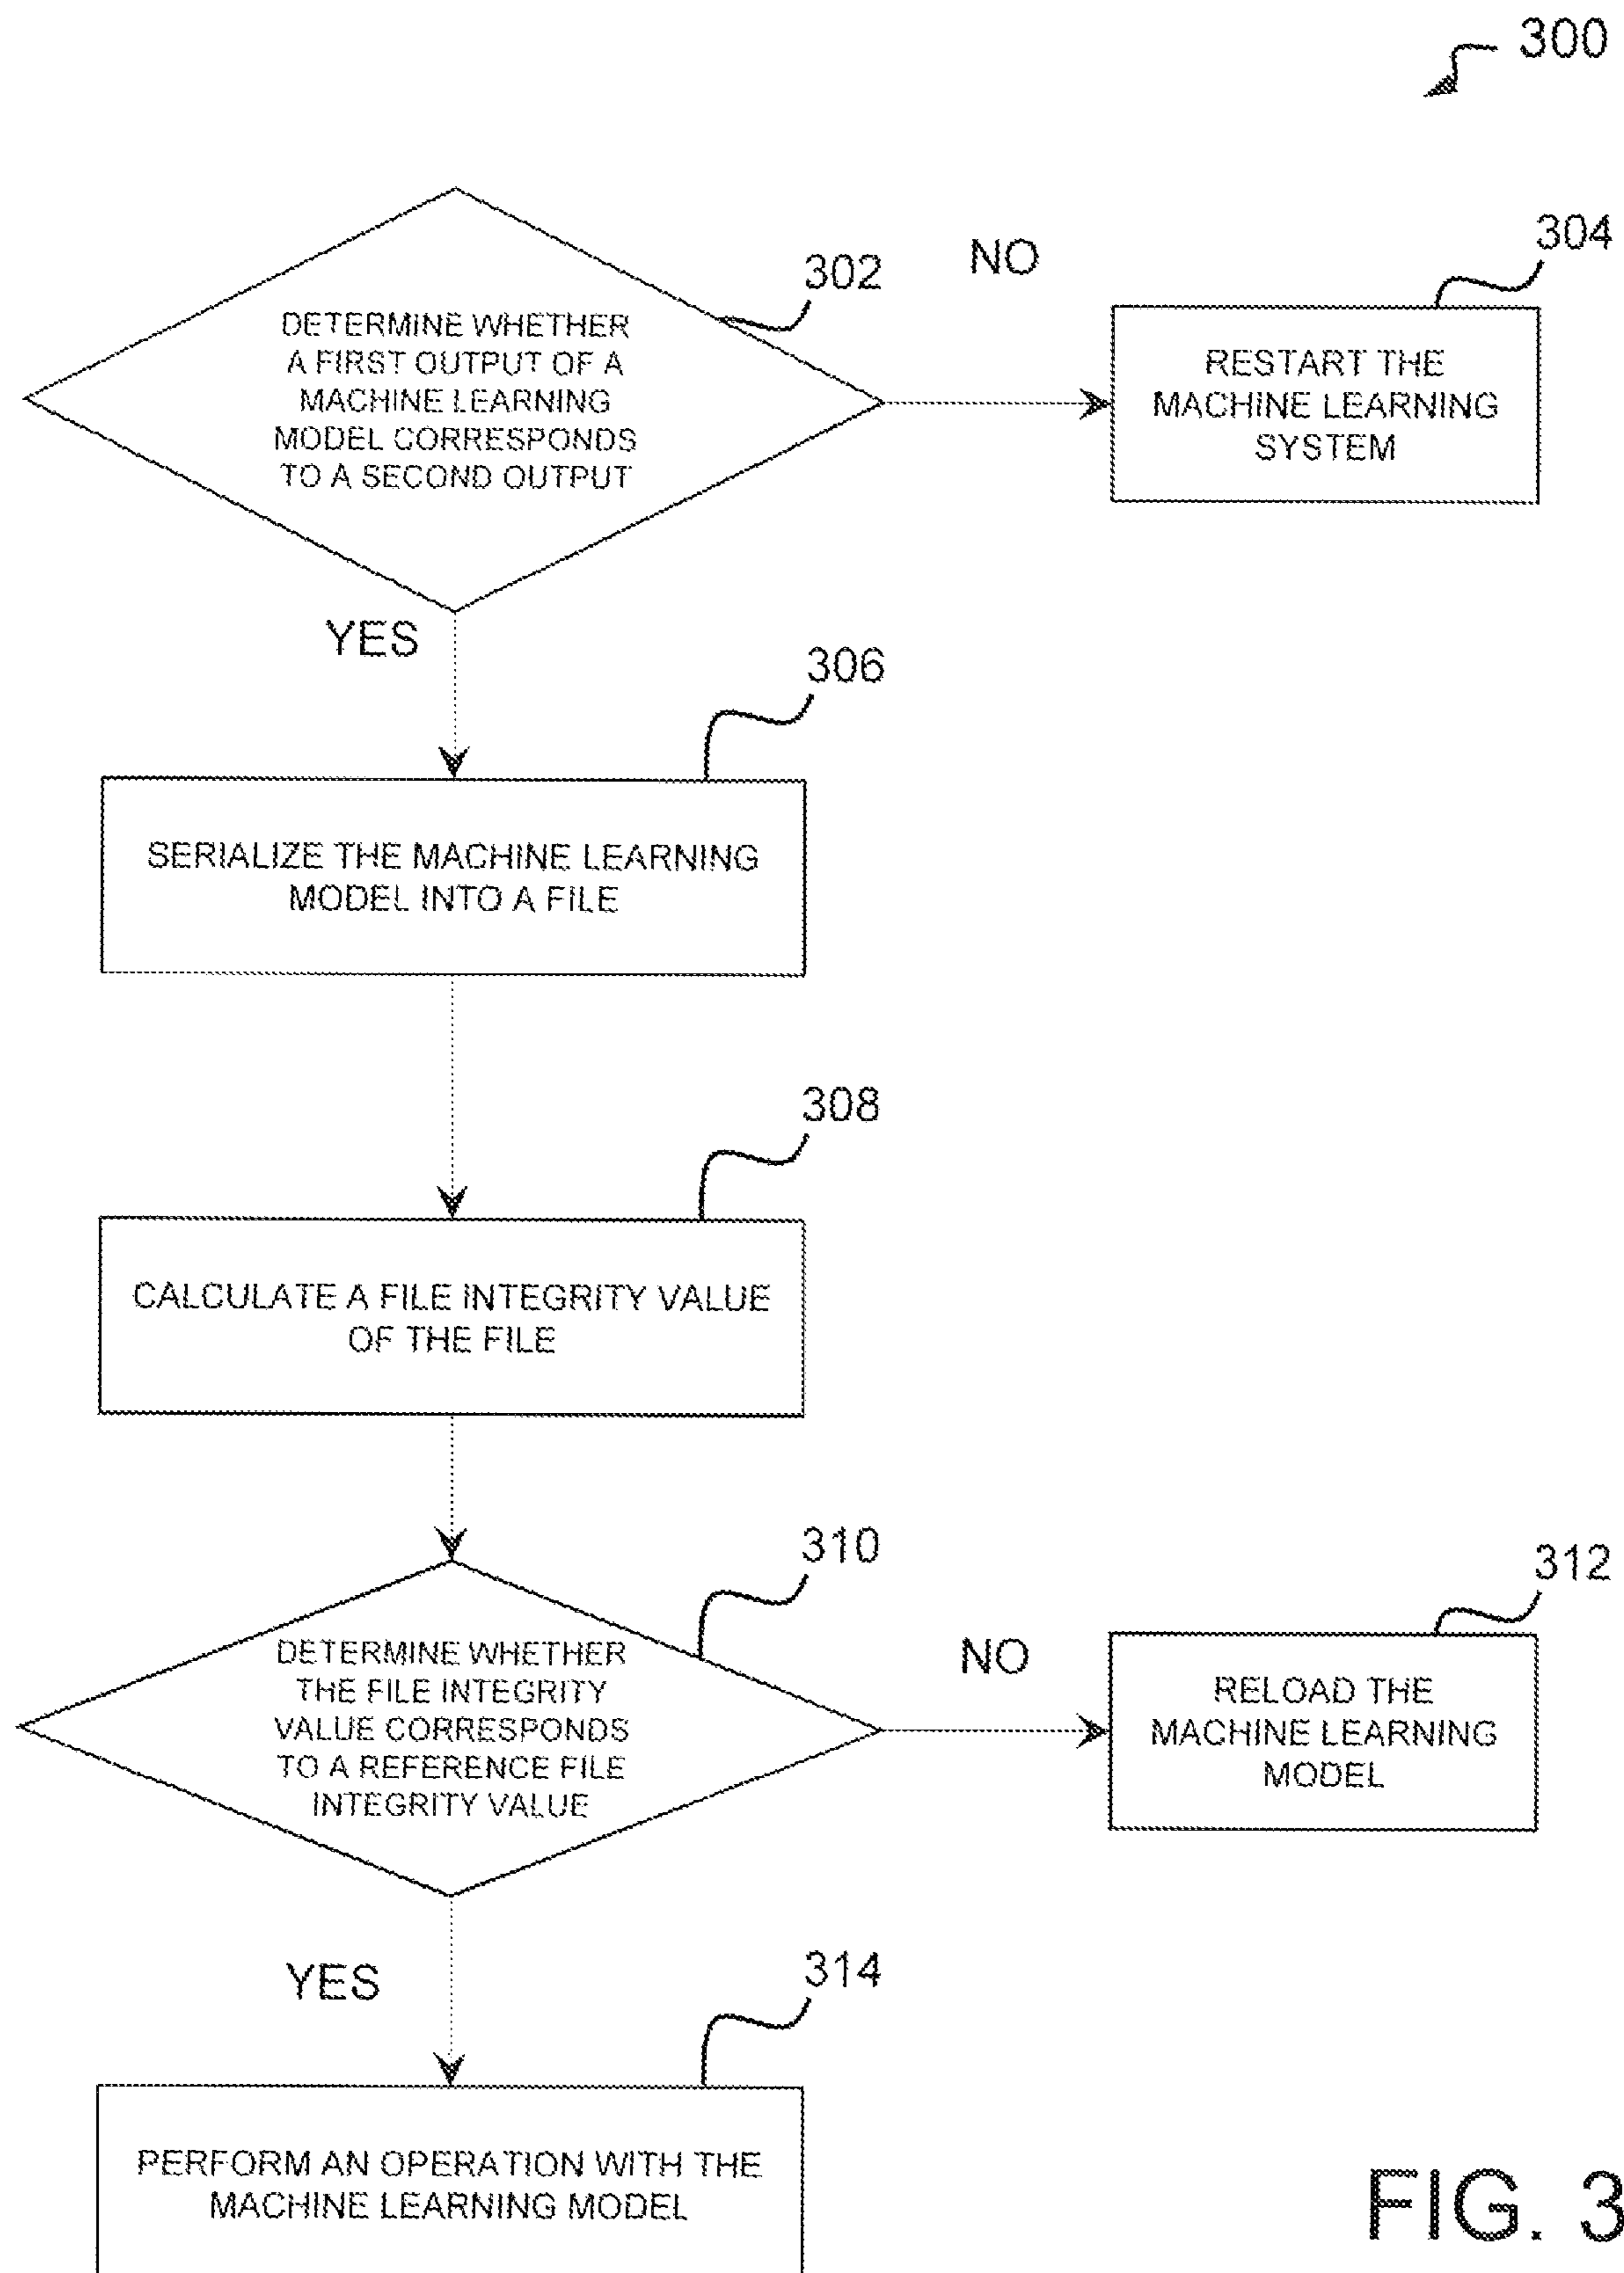 300
302
NO
304
DETERMINE WHETHER
A FIRST OUTPUT OF A
MACHINE LEARNING
MODEL CORRESPONDS
TO A SECOND OUTPUT
RESTART THE
MACHINE LEARNING
SYSTEM
YES
306
SERIALIZE THE MACHINE LEARNING
MODEL INTO A FILE
308
CALCULATE A FILE INTEGRITY VALUE
OF THE FILE
310
DETERMINE WHETHER
THE FILE INTEGRITY
VALUE CORRESPONDS
TO A REFERENCE FILE
INTEGRITY VALUE
NO
312
RELOAD THE
MACHINE LEARNING
MODEL
YES
314
PERFORM AN OPERATION WITH THE
MACHINE LEARNING MODEL
FIG. 3